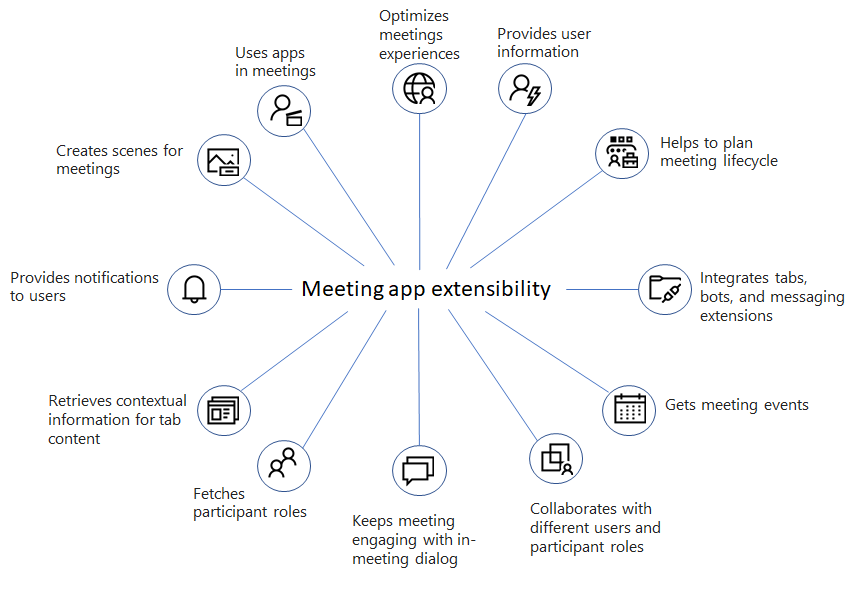 Optimizes
meetings
experiences
Provides user
information
Uses apps
in meetings
Helps to plan
meeting lifecycle
Creates scenes for
meetings
Provides notifications
to users
Meeting app extensibility
Integrates tabs,
bots, and messaging
extensions
Retrieves contextual
information for tab
content
Gets meeting events
Fetches
participant roles
Keeps meeting
engaging with in-
meeting dialog
Collaborates with
different users and
participant roles